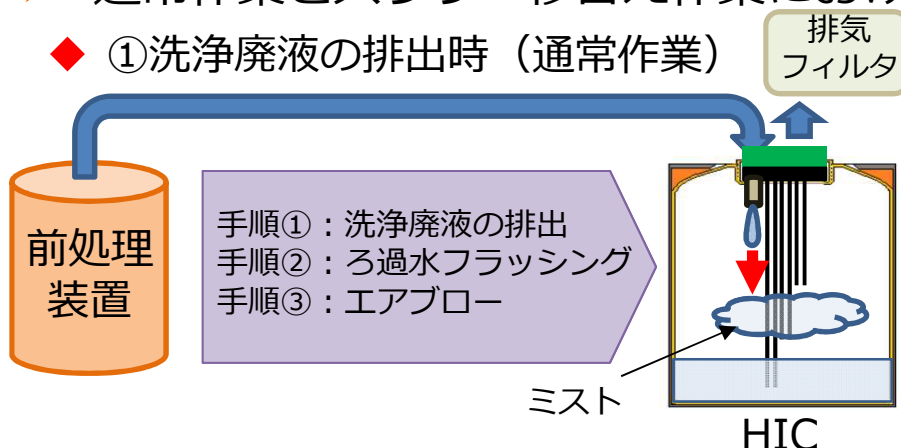 ◆ ①洗浄廃液の排出時（通常作業）
排気
フィルタ
前処理
装置
手順①：洗浄廃液の排出
手順②：ろ過水フラッシング
手順③：エアブロー
ミスト
HIC